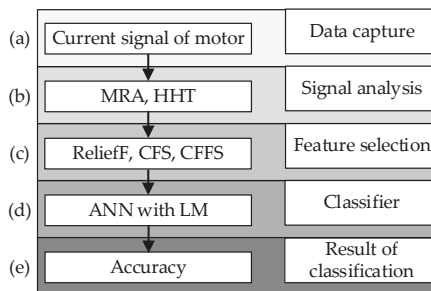 (a)
Current signal of motor
Data capture
(b)
MRA, HHT
Signal analysis
(c)
ReliefF, CFS, CFFS
Feature selection
(d)
ANN with LM
Classifier
(e)
Accuracy
Result of
classification